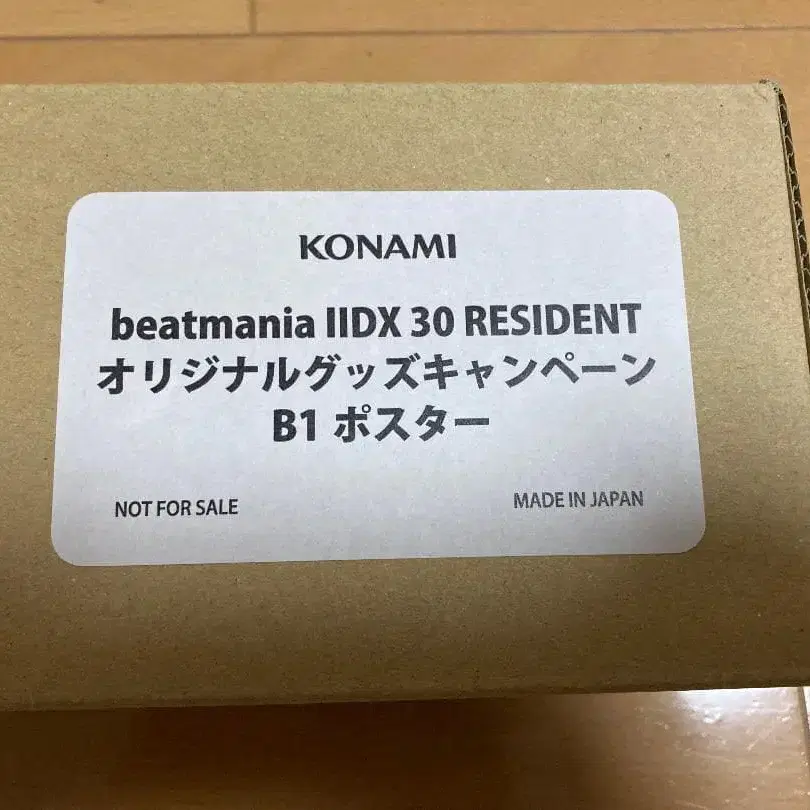 KONAMI
beatmania IIDX 30 RESIDENT
オリジナルグッズキャンペーン
B1 ポスター
NOT FOR SALE
MADE IN JAPAN